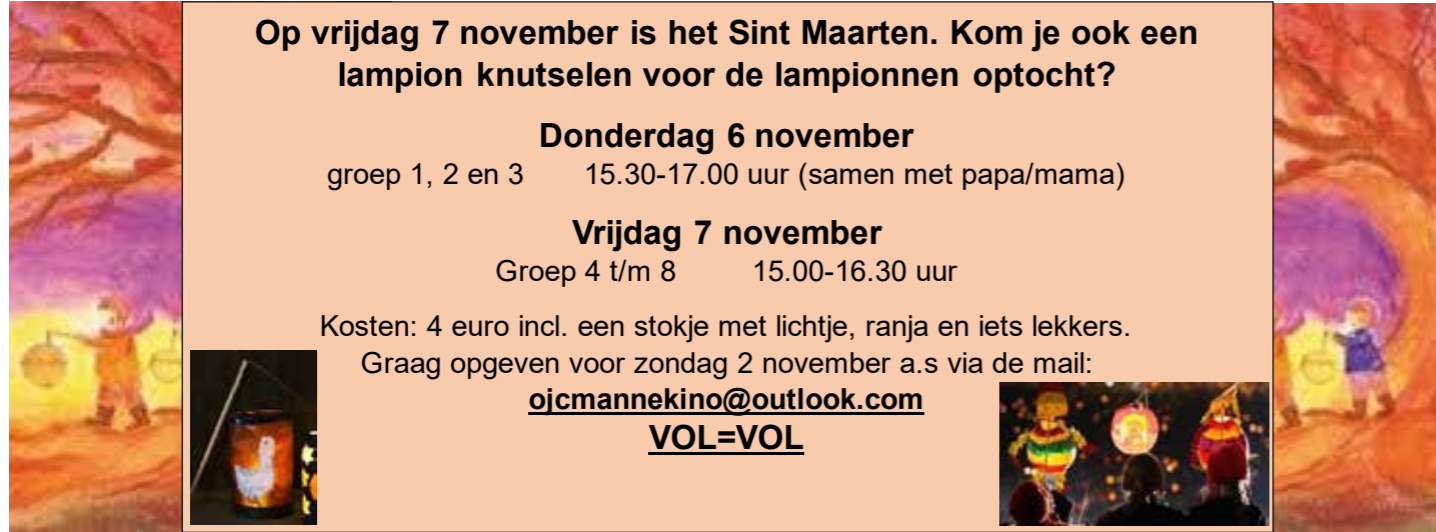 Op vrijdag 7 november is het Sint Maarten. Kom je ook een
lampion knutselen voor de lampionnen optocht?
Donderdag 6 november
groep 1, 2 en 3 15.30-17.00 uur (samen met papa/mama)
Vrijdag 7 november
Groep 4 t/m 8 15.00-16.30 uur
Kosten: 4 euro incl. een stokje met lichtje, ranja en iets lekkers.
Graag opgeven voor zondag 2 november a.s via de mail:
ojcmannekino@outlook.com
VOL=VOL